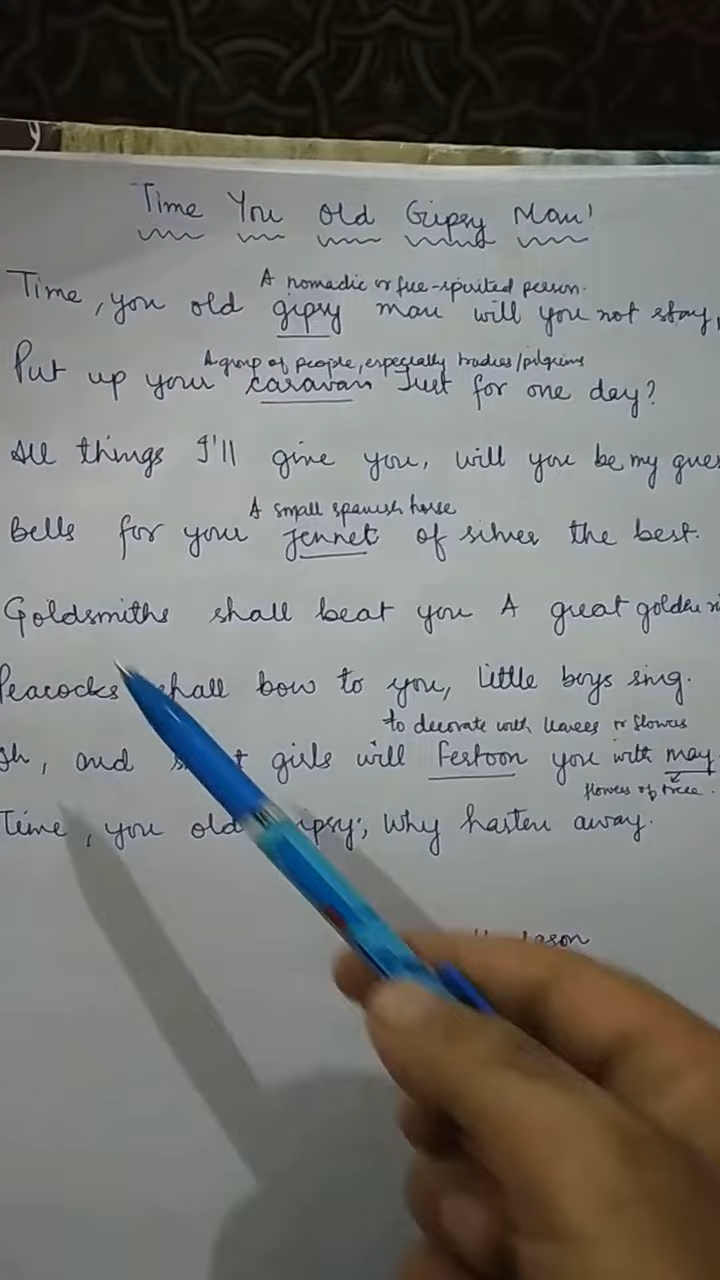 Time You Old Gipsy Man!
A nomadic or free-spirited person.
Time, you old gipsy man will you not stay,
A group of people, especially tradies/pilgrims
Put up your caravan Just for one day?
All things I'll give you, will you be my gues
A small spanish horse
Bells for your jennet of silver the best.
Goldsmiths shall beat you A great golden
Peacocks shall bow to you, little boys sing.
to decorate with leaves or flowers
Oh, and girls will Festoon you with may.
flowers of tree.
Time, you old gipsy, Why hasten away.